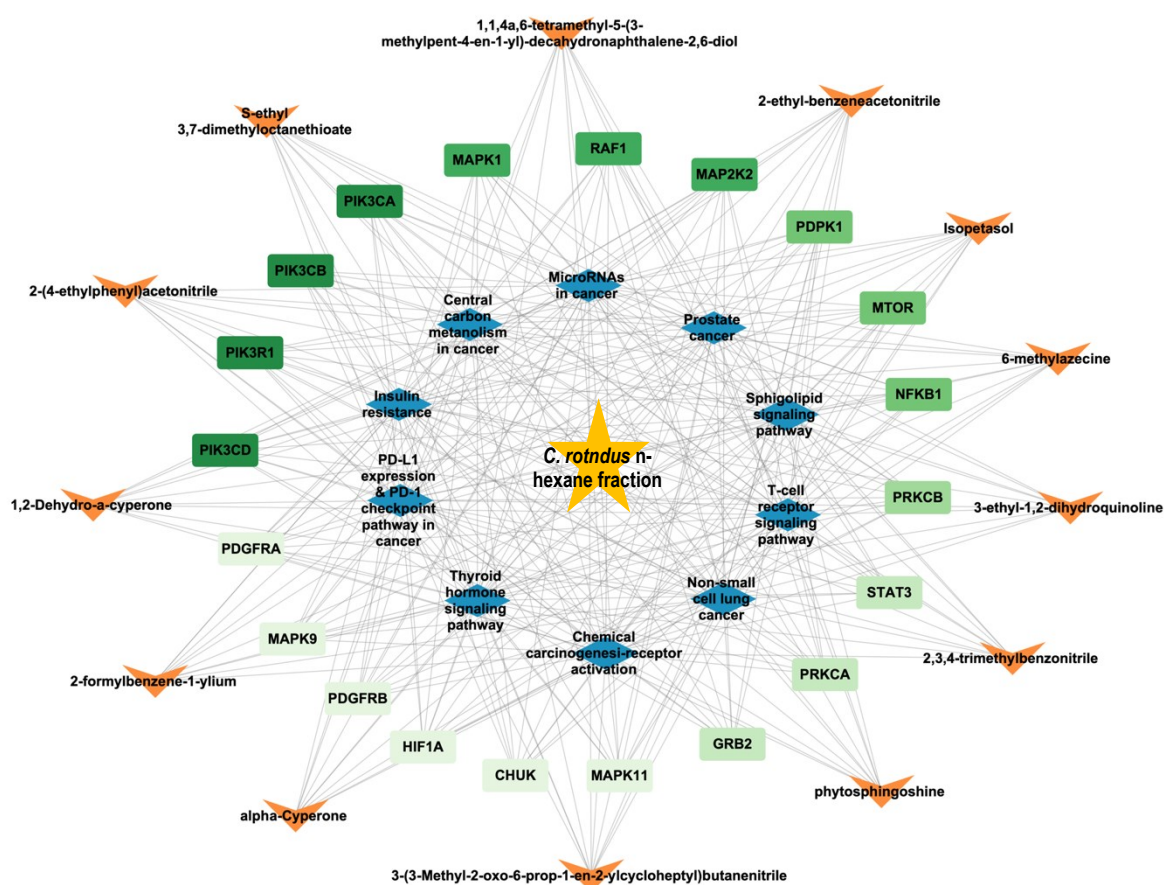 1,1,4a,6-tetramethyl-5-(3-
methylpent-4-en-1-yl)-decahydronaphthalene-2,6-diol
2-ethyl-benzeneacetonitrile
S-ethyl
3,7-dimethyloctanethioate
MAPK1
RAF1
MAP2K2
PIK3CA
PDPK1
Isopetasol
PIK3CB
MicroRNAs
in cancer
2-(4-ethylphenyl)acetonitrile
Central
carbon
metanolism
in cancer
Prostate
cancer
MTOR
PIK3R1
6-methylazecine
Insulin
resistance
Sphigolipid
signaling
pathway
NFKB1
PIK3CD
C. rotndus n-
hexane fraction
PD-L1
expression
& PD-1
checkpoint
pathway in
cancer
T-cell
receptor
signaling
pathway
PRKCB
1,2-Dehydro-a-cyperone
3-ethyl-1,2-dihydroquinoline
PDGFRA
Thyroid
hormone
signaling
pathway
Non-small
cell lung
cancer
STAT3
MAPK9
Chemical
carcinogenesi-receptor
activation
2-formylbenzene-1-ylium
2,3,4-trimethylbenzonitrile
PRKCA
PDGFRB
HIF1A
GRB2
CHUK
MAPK11
phytosphingoshine
alpha-Cyperone
3-(3-Methyl-2-oxo-6-prop-1-en-2-ylcycloheptyl)butanenitrile